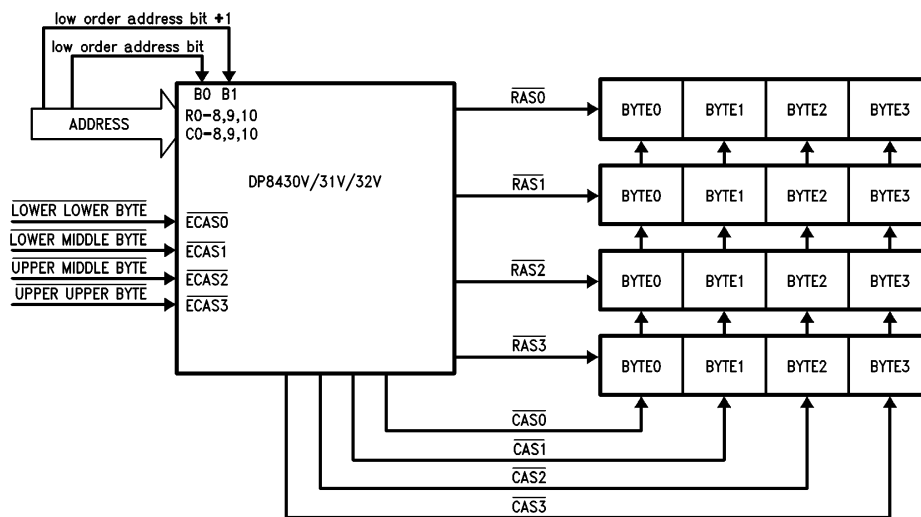 low order address bit +1
low order address bit
B0 B1
R0-8,9,10
C0-8,9,10
ADDRESS
DP8430V/31V/32V
LOWER LOWER BYTE
ECAS0
LOWER MIDDLE BYTE
ECAS1
UPPER MIDDLE BYTE
ECAS2
UPPER UPPER BYTE
ECAS3
RAS0
BYTE0 BYTE1 BYTE2 BYTE3
RAS1
BYTE0 BYTE1 BYTE2 BYTE3
RAS2
BYTE0 BYTE1 BYTE2 BYTE3
RAS3
BYTE0 BYTE1 BYTE2 BYTE3
CAS0
CAS1
CAS2
CAS3